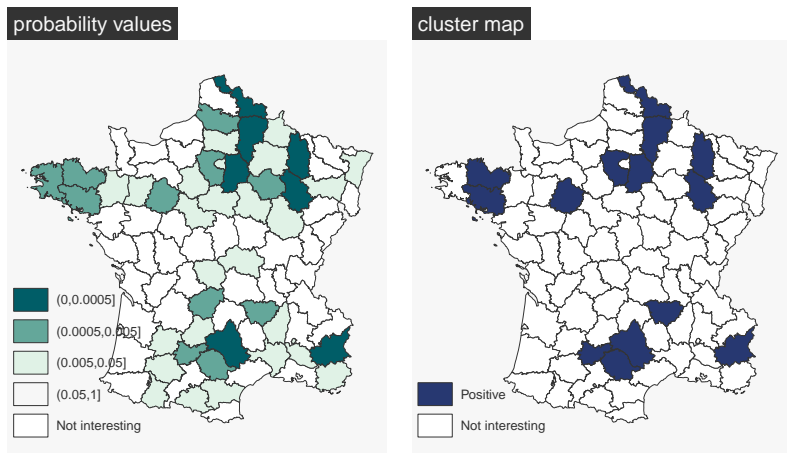 probability values
cluster map
(0,0.0005]
(0.0005,0.005]
(0.005,0.05]
(0.05,1]
Not interesting
Positive
Not interesting